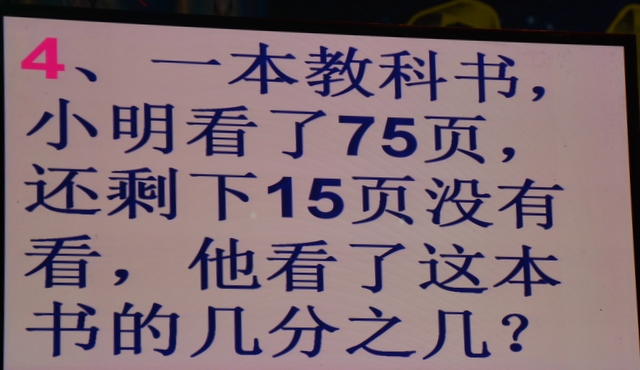 4、一本教科书，
小明看了75页，
还剩下15页没有
看，他看了这本
书的几分之几？